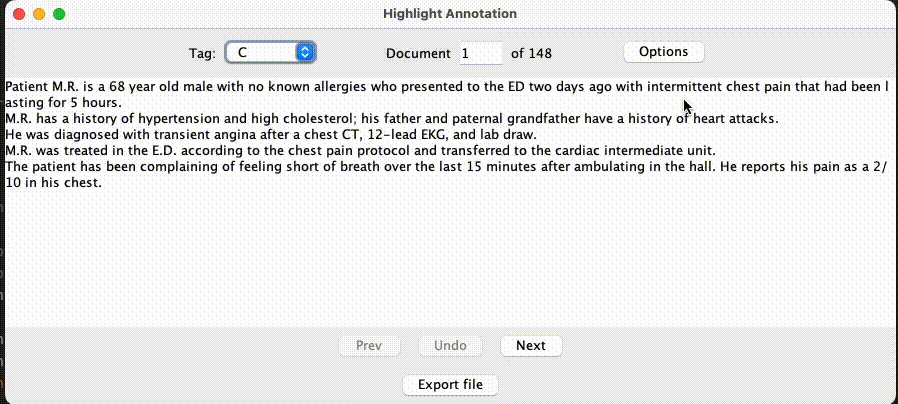 Highlight Annotation
Tag: C Document 1 of 148 Options
Patient M.R. is a 68 year old male with no known allergies who presented to the ED two days ago with intermittent chest pain that had been l
asting for 5 hours.
M.R. has a history of hypertension and high cholesterol; his father and paternal grandfather have a history of heart attacks.
He was diagnosed with transient angina after a chest CT, 12-lead EKG, and lab draw.
M.R. was treated in the E.D. according to the chest pain protocol and transferred to the cardiac intermediate unit.
The patient has been complaining of feeling short of breath over the last 15 minutes after ambulating in the hall. He reports his pain as a 2/
10 in his chest.
Prev Undo Next
Export file